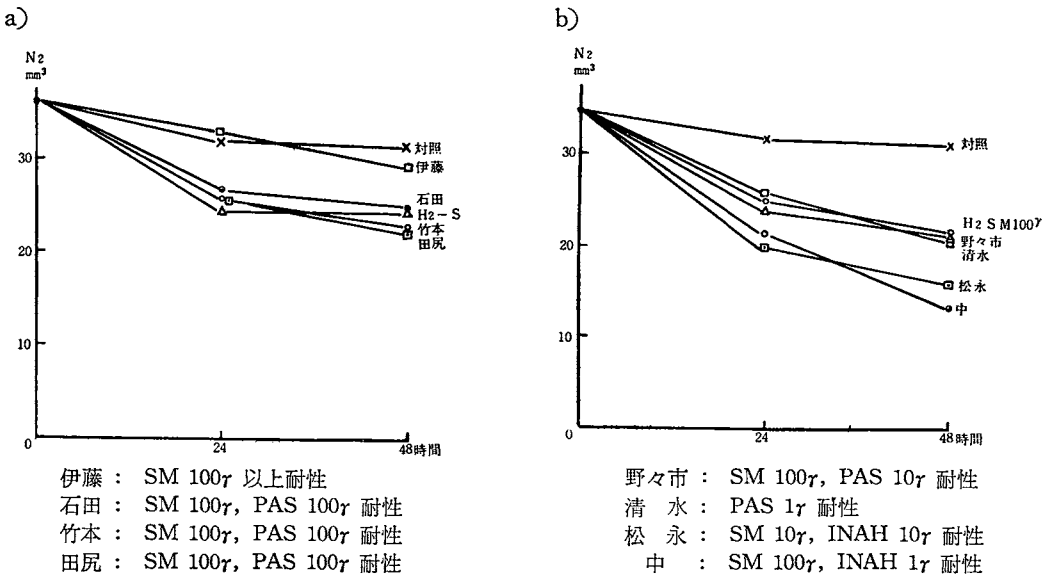 a)
N2
mm³
30
20
10
0
24
48時間
対照
伊藤
石田
H2-S
竹本
田尻
伊藤: SM 100γ 以上耐性
石田: SM 100γ, PAS 100γ 耐性
竹本: SM 100γ, PAS 100γ 耐性
田尻: SM 100γ, PAS 100γ 耐性
b)
N2
mm³
30
20
10
0
24
48時間
対照
H2 SM100γ
野々市
清水
松永
中
野々市: SM 100γ, PAS 10γ 耐性
清 水: PAS 1γ 耐性
松 永: SM 10γ, INAH 10γ 耐性
中: SM 100γ, INAH 1γ 耐性